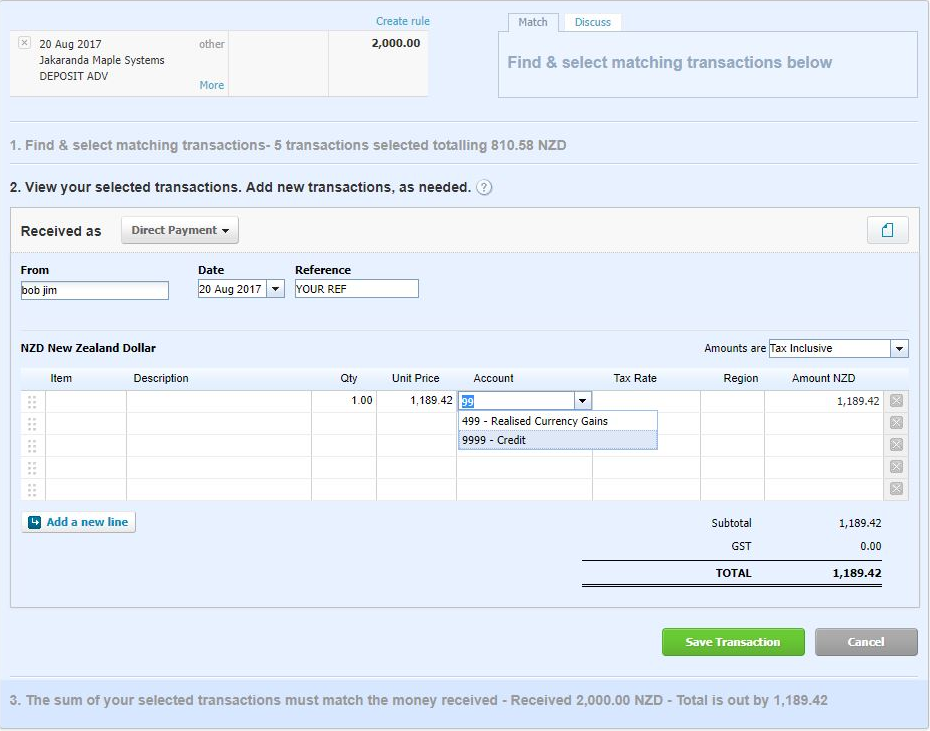 Create rule
20 Aug 2017 other 2,000.00
Jakaranda Maple Systems
DEPOSIT ADV
More
Match Discuss
Find & select matching transactions below
1. Find & select matching transactions- 5 transactions selected totalling 810.58 NZD
2. View your selected transactions. Add new transactions, as needed. ?
Received as Direct Payment
From Date Reference
bob jim 20 Aug 2017 YOUR REF
NZD New Zealand Dollar Amounts are Tax Inclusive
Item Description Qty Unit Price Account Tax Rate Region Amount NZD
1.00 1,189.42 99 1,189.42
499 - Realised Currency Gains
9999 - Credit
Add a new line
Subtotal 1,189.42
GST 0.00
TOTAL 1,189.42
Save Transaction Cancel
3. The sum of your selected transactions must match the money received - Received 2,000.00 NZD - Total is out by 1,189.42